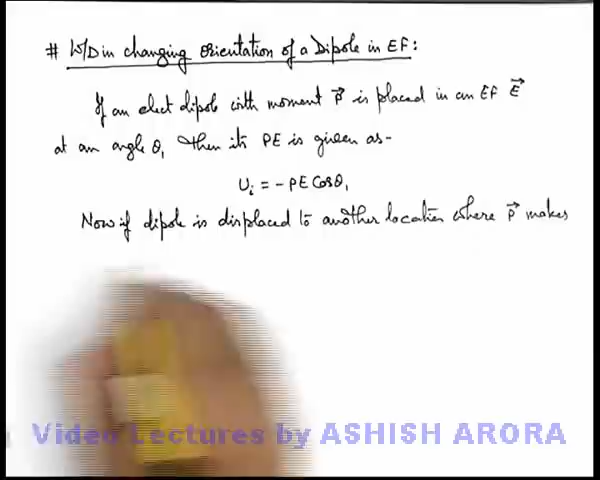 # W/D in changing orientation of a Dipole in EF:
If an elect dipole with moment P⃗ is placed in an EF E⃗
at an angle θ₁ then its PE is given as-
Uᵢ = - PE Cosθ₁
Now if dipole is displaced to another location where P⃗ makes
Video Lectures by ASHISH ARORA